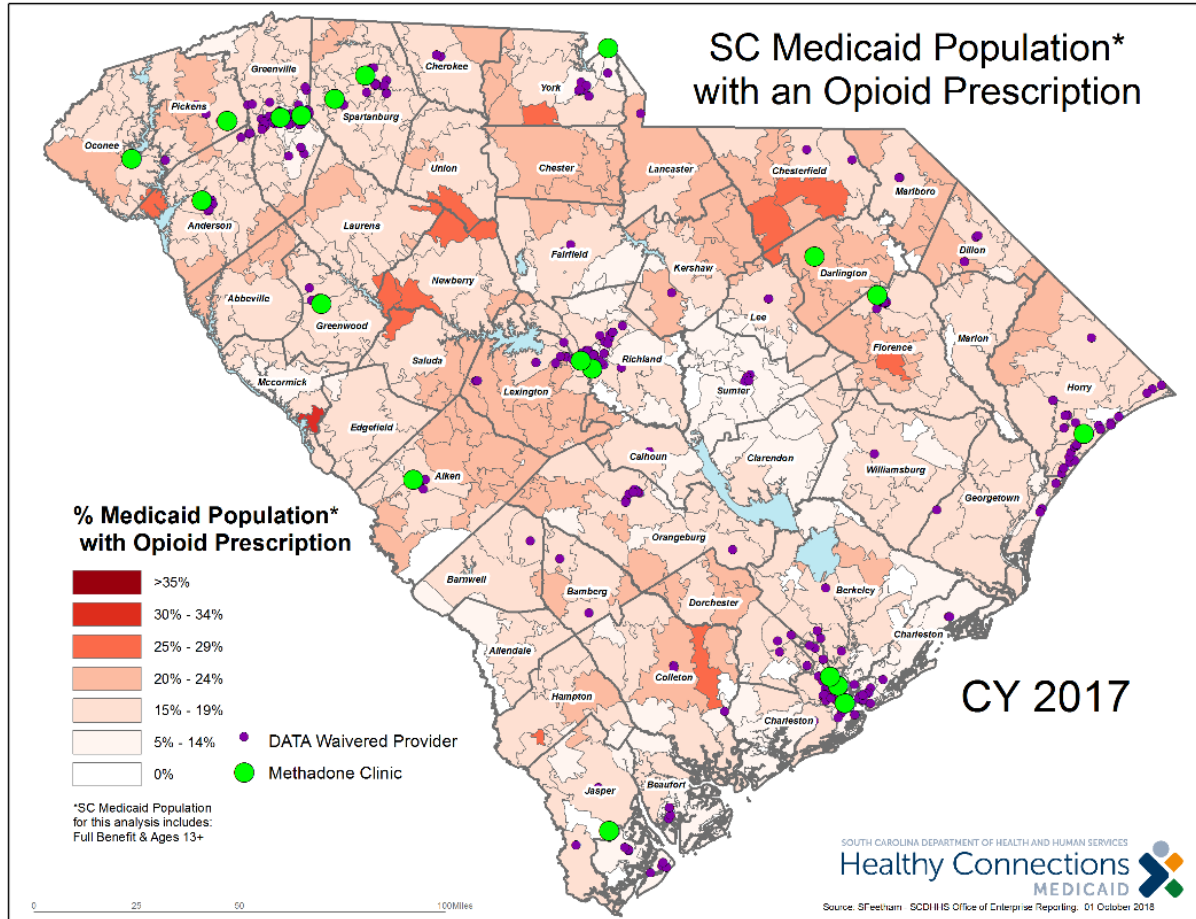 SC Medicaid Population*
with an Opioid Prescription
Cherokee
Greenville
York
Pickens
Spartanburg
Oconee
Union
Chester
Lancaster
Chesterfield
Marlboro
Anderson
Laurens
Fairfield
Dillon
Kershaw
Darlington
Newberry
Abbeville
Greenwood
Lee
Marion
Florence
Saluda
Richland
Mccormick
Lexington
Sumter
Horry
Edgefield
Calhoun
Clarendon
Williamsburg
Aiken
Georgetown
Orangeburg
Barnwell
Bamberg
Dorchester
Berkeley
Charleston
Allendale
Colleton
Hampton
Charleston
Jasper
Beaufort
CY 2017
% Medicaid Population*
with Opioid Prescription
>35%
30% - 34%
25% - 29%
20% - 24%
15% - 19%
5% - 14%
0%
DATA Waivered Provider
Methadone Clinic
*SC Medicaid Population
for this analysis includes:
Full Benefit & Ages 13+
0 25 50 100Miles
SOUTH CAROLINA DEPARTMENT OF HEALTH AND HUMAN SERVICES
Healthy Connections
MEDICAID
Source: SFeetham - SCDHHS Office of Enterprise Reporting. 01 October 2018